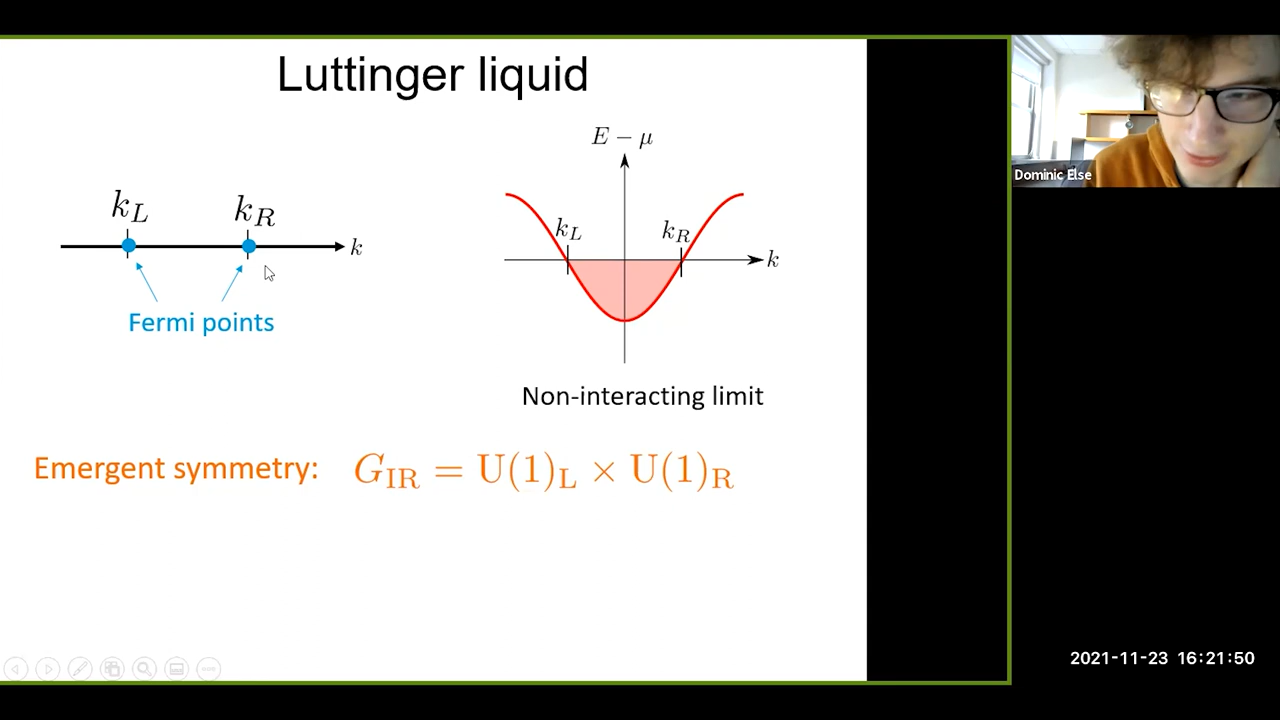 Luttinger liquid
k_L
k_R
k
Fermi points
E − μ
k_L
k_R
k
Non-interacting limit
Emergent symmetry: G_IR = U(1)_L × U(1)_R
Dominic Else
2021-11-23 16:21:50